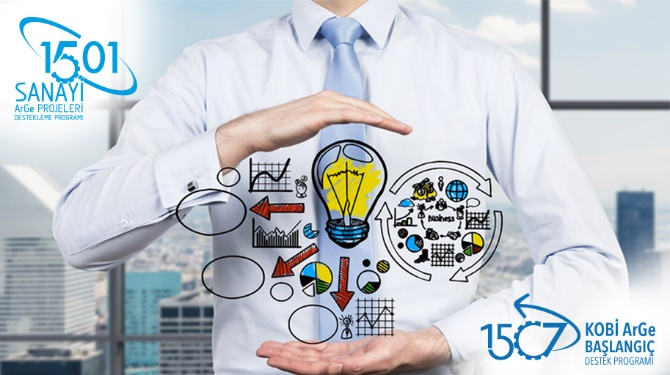 1501
SANAYİ
ArGe PROJELERİ
DESTEKLEME PROGRAMI
BUSINESS
1507
KOBİ ArGe
BAŞLANGIÇ
DESTEK PROGRAMI